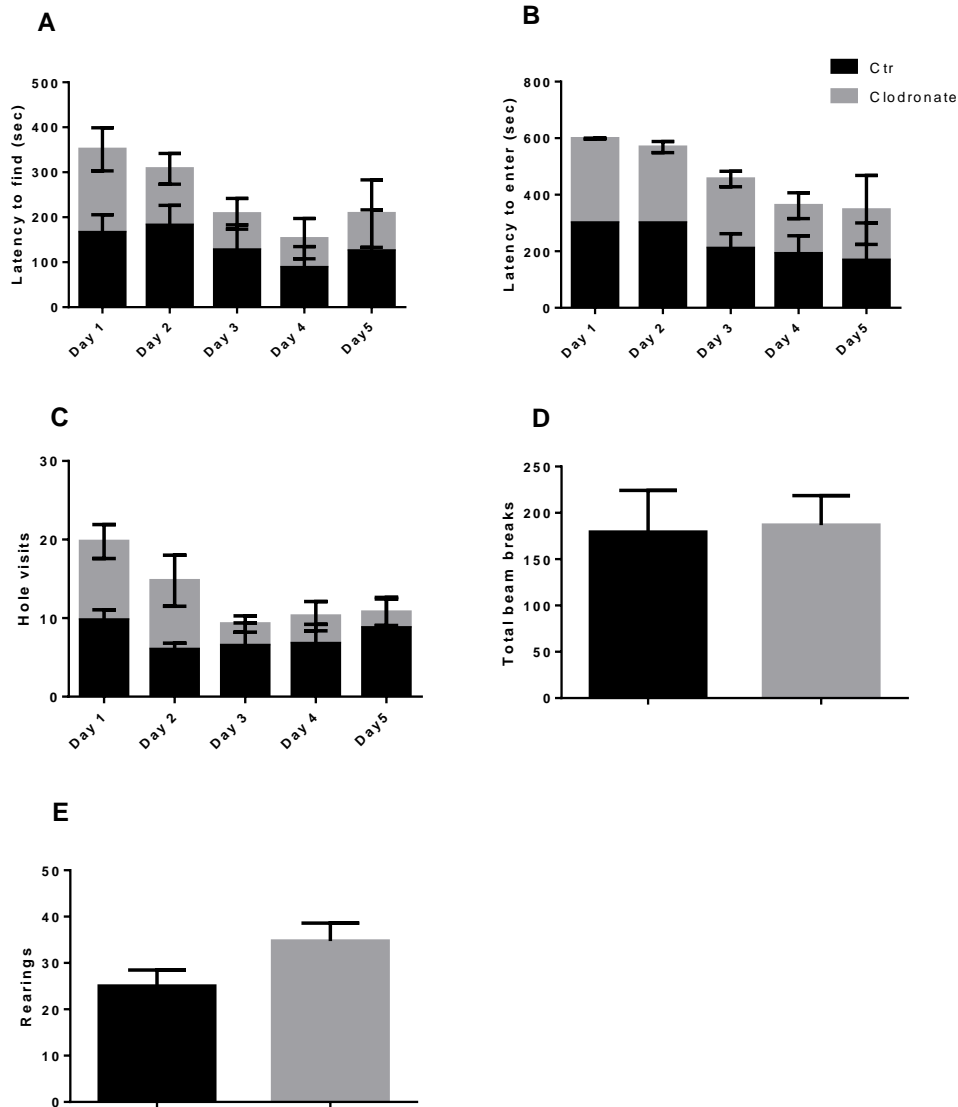 A
Latency to find (sec)
500
400
300
200
100
0
Day 1
Day 2
Day 3
Day 4
Day5
B
Latency to enter (sec)
800
600
400
200
0
Day 1
Day 2
Day 3
Day 4
Day5
Ctr
Clodronate
C
Hole visits
30
20
10
0
Day 1
Day 2
Day 3
Day 4
Day5
D
Total beam breaks
250
200
150
100
50
0
E
Rearings
50
40
30
20
10
0